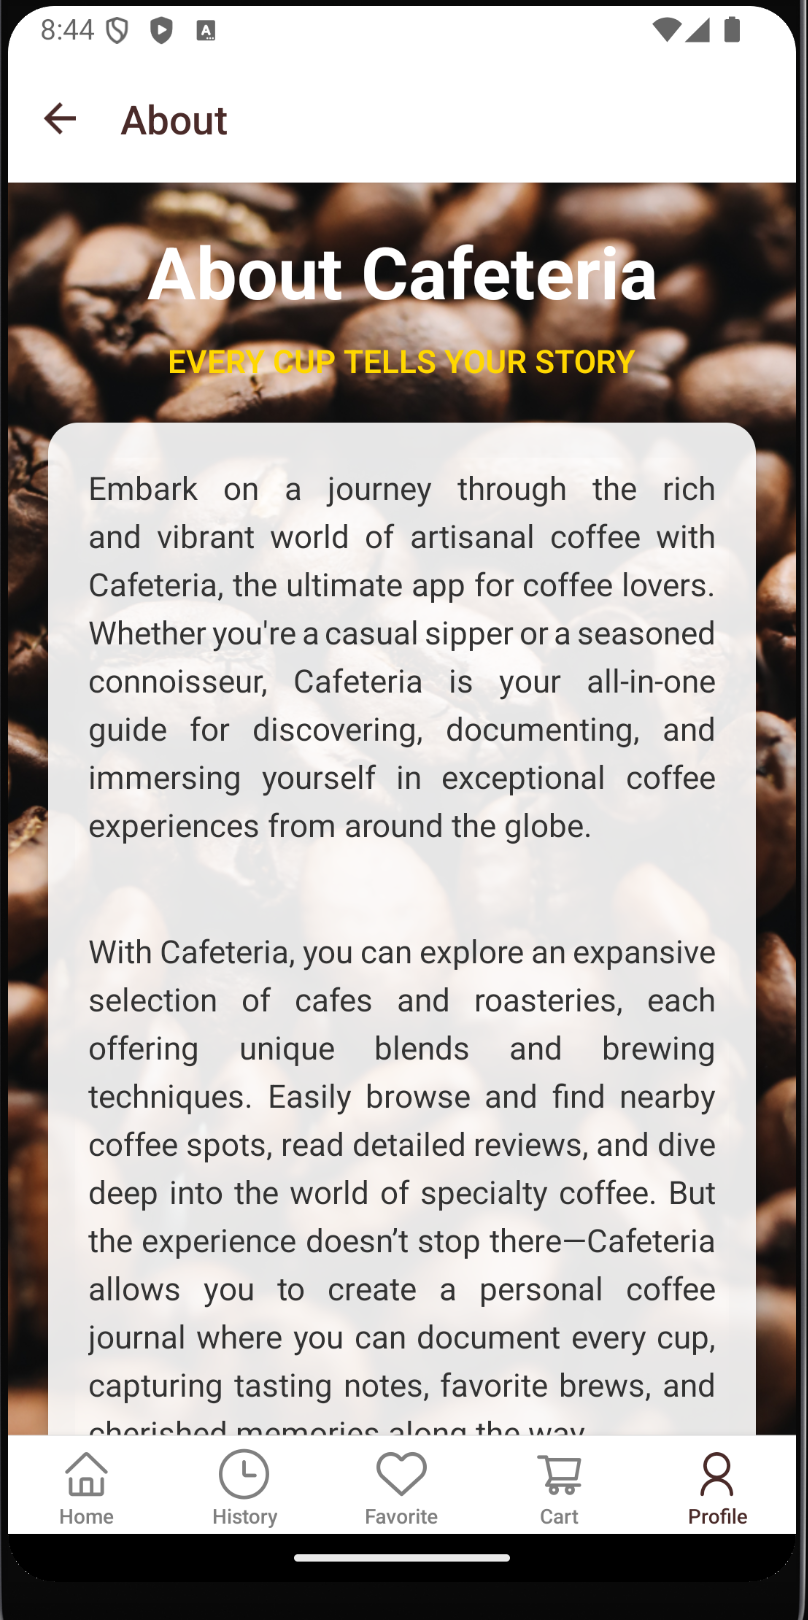 8:44
About
About Cafeteria
EVERY CUP TELLS YOUR STORY
Embark on a journey through the rich
and vibrant world of artisanal coffee with
Cafeteria, the ultimate app for coffee lovers.
Whether you're a casual sipper or a seasoned
connoisseur, Cafeteria is your all-in-one
guide for discovering, documenting, and
immersing yourself in exceptional coffee
experiences from around the globe.
With Cafeteria, you can explore an expansive
selection of cafes and roasteries, each
offering unique blends and brewing
techniques. Easily browse and find nearby
coffee spots, read detailed reviews, and dive
deep into the world of specialty coffee. But
the experience doesn’t stop there—Cafeteria
allows you to create a personal coffee
journal where you can document every cup,
capturing tasting notes, favorite brews, and
cherished memories along the way.
Home
History
Favorite
Cart
Profile